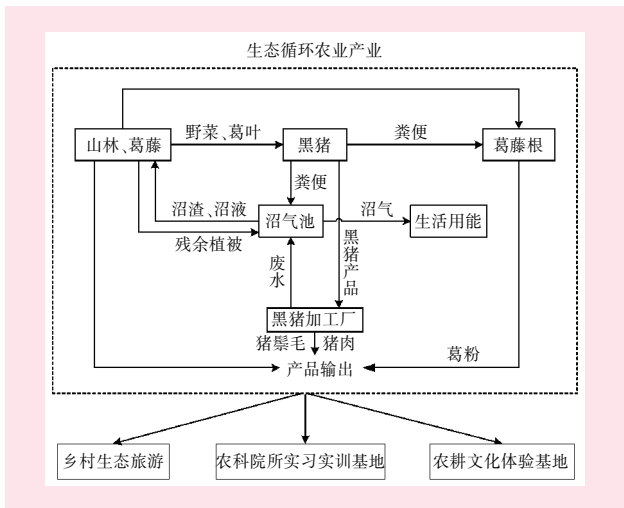 生态循环农业产业
山林、葛藤
野菜、葛叶
黑猪
粪便
葛藤根
粪便
沼渣、沼液
沼气池
沼气
生活用能
残余植被
废水
黑猪产品
黑猪加工厂
猪鬃毛
猪肉
葛粉
产品输出
乡村生态旅游
农科院所实习实训基地
农耕文化体验基地